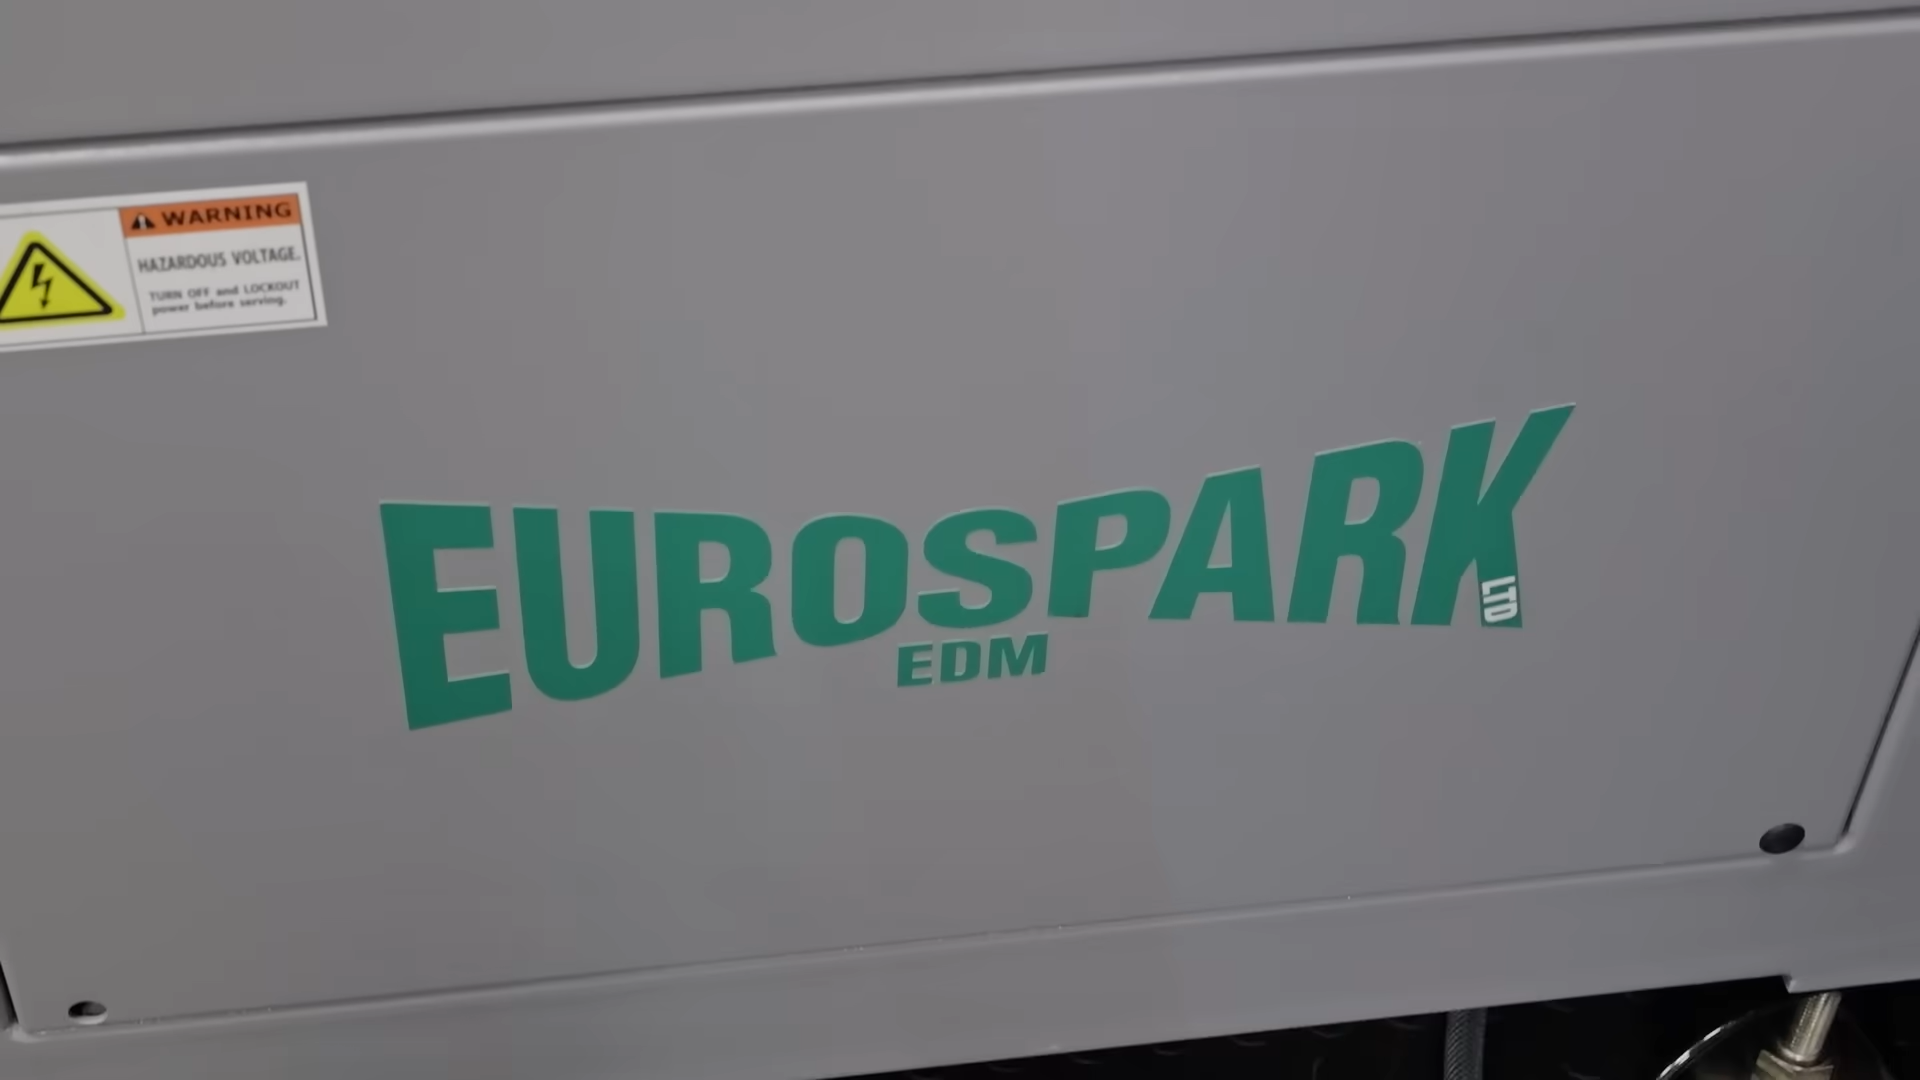 WARNING
HAZARDOUS VOLTAGE.
TURN OFF and LOCKOUT
power before serving.
EUROSPARK
LTD
EDM